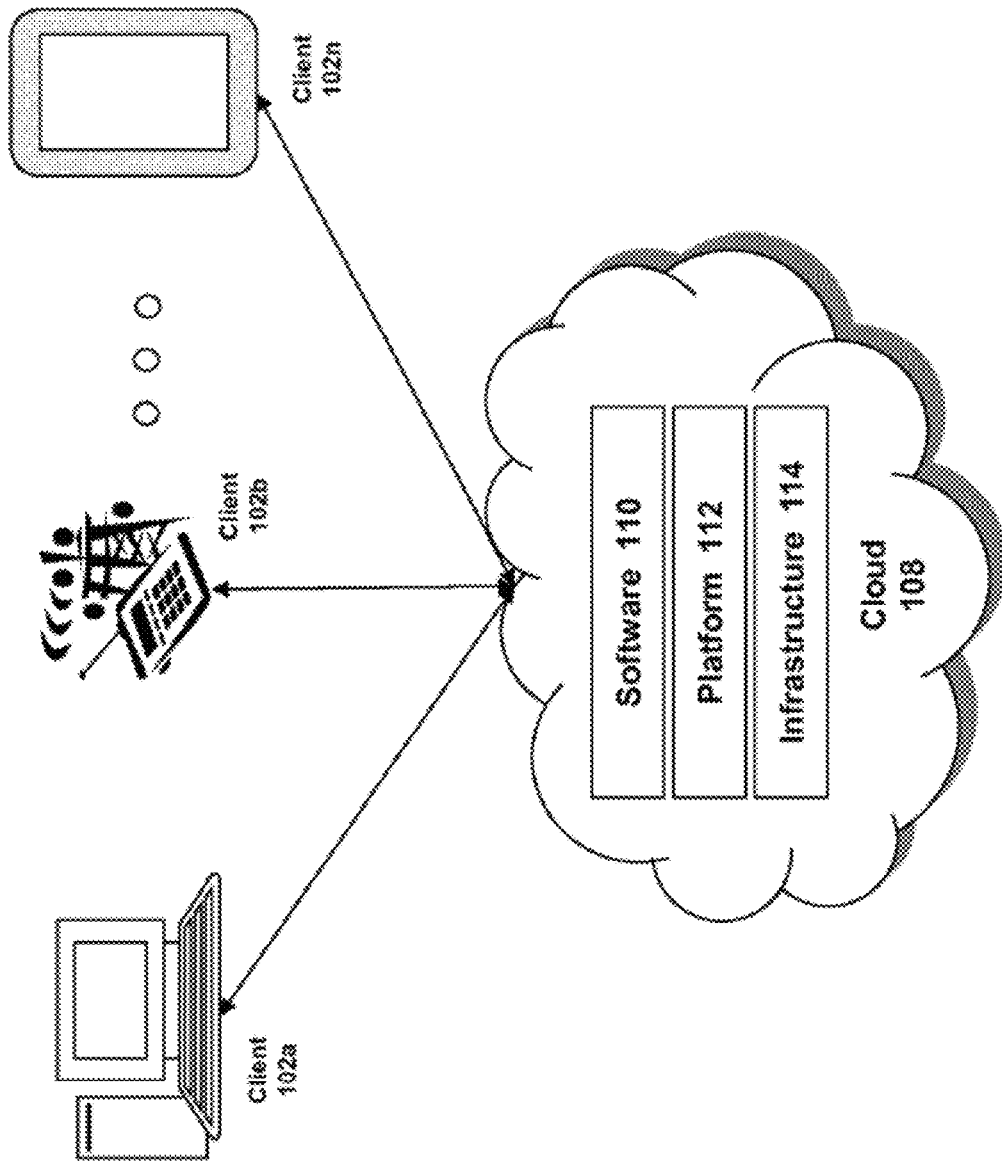 Client
102a
Client
102b
Client
102n
Software 110
Platform 112
Infrastructure 114
Cloud
108